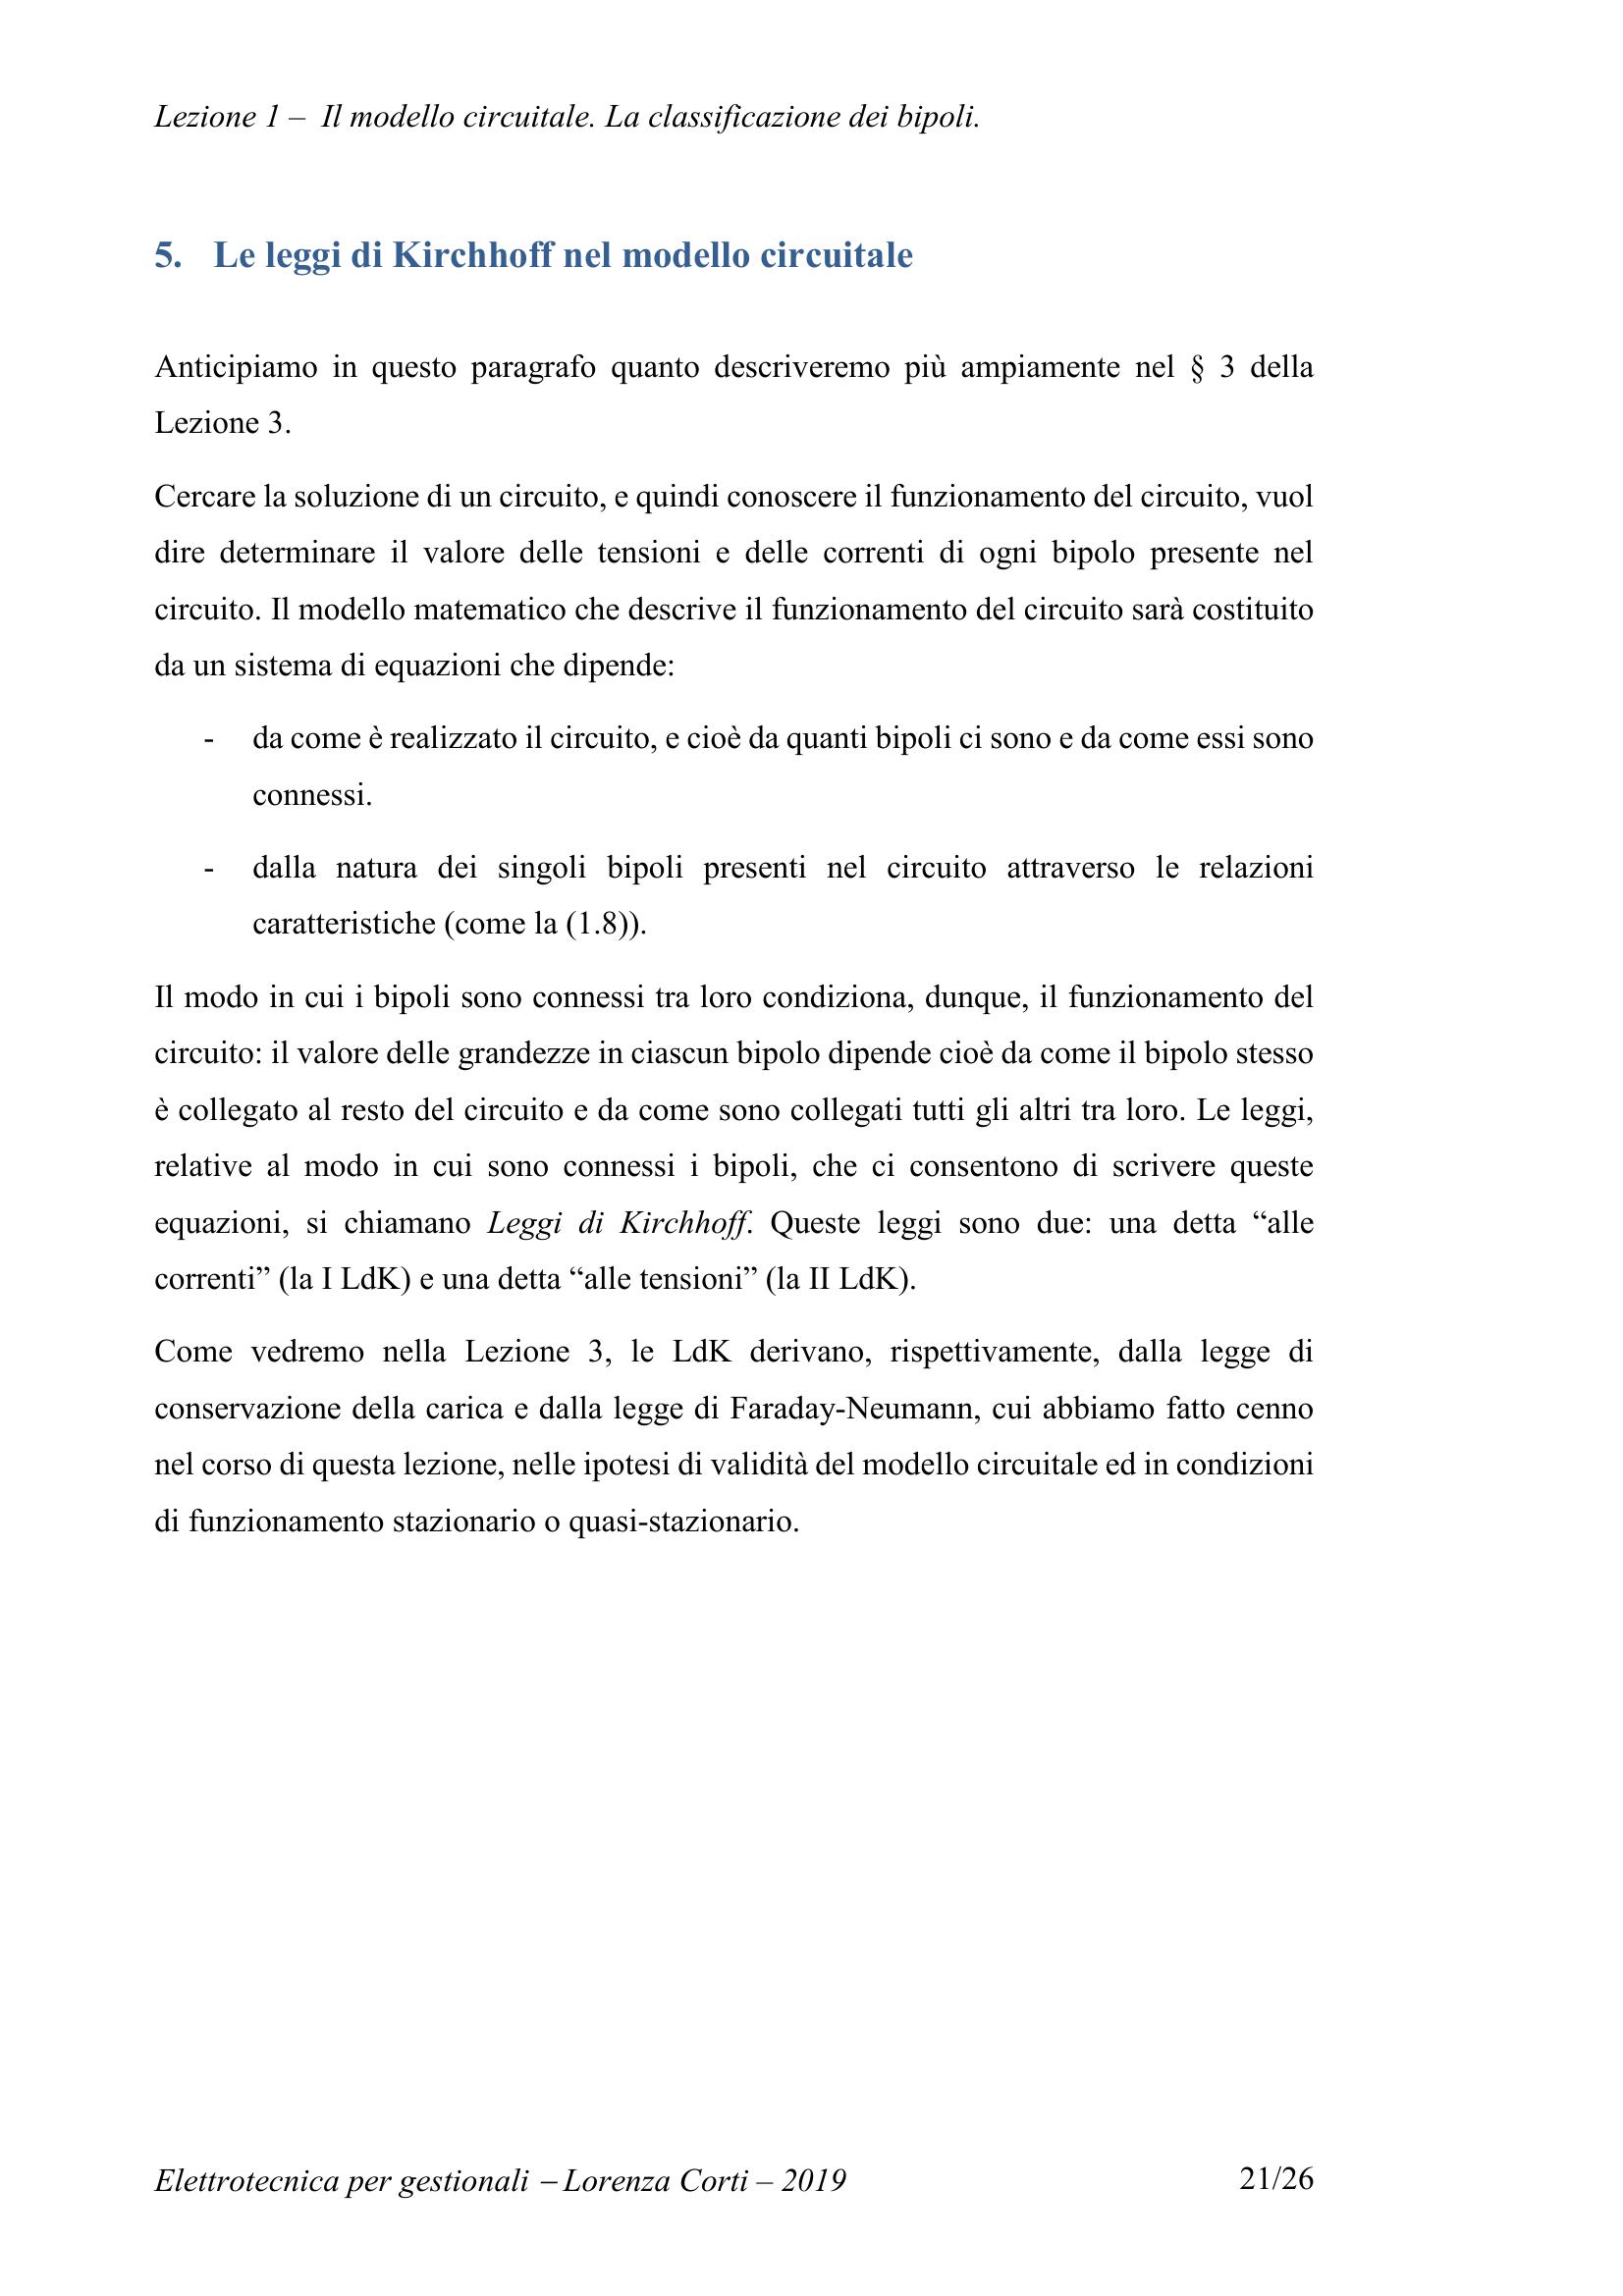 Lezione 1 – Il modello circuitale. La classificazione dei bipoli.
5. Le leggi di Kirchhoff nel modello circuitale
Anticipiamo in questo paragrafo quanto descriveremo più ampiamente nel § 3 della
Lezione 3.
Cercare la soluzione di un circuito, e quindi conoscere il funzionamento del circuito, vuol
dire determinare il valore delle tensioni e delle correnti di ogni bipolo presente nel
circuito. Il modello matematico che descrive il funzionamento del circuito sarà costituito
da un sistema di equazioni che dipende:
- da come è realizzato il circuito, e cioè da quanti bipoli ci sono e da come essi sono
connessi.
- dalla natura dei singoli bipoli presenti nel circuito attraverso le relazioni
caratteristiche (come la (1.8)).
Il modo in cui i bipoli sono connessi tra loro condiziona, dunque, il funzionamento del
circuito: il valore delle grandezze in ciascun bipolo dipende cioè da come il bipolo stesso
è collegato al resto del circuito e da come sono collegati tutti gli altri tra loro. Le leggi,
relative al modo in cui sono connessi i bipoli, che ci consentono di scrivere queste
equazioni, si chiamano Leggi di Kirchhoff. Queste leggi sono due: una detta “alle
correnti” (la I LdK) e una detta “alle tensioni” (la II LdK).
Come vedremo nella Lezione 3, le LdK derivano, rispettivamente, dalla legge di
conservazione della carica e dalla legge di Faraday-Neumann, cui abbiamo fatto cenno
nel corso di questa lezione, nelle ipotesi di validità del modello circuitale ed in condizioni
di funzionamento stazionario o quasi-stazionario.
Elettrotecnica per gestionali – Lorenza Corti – 2019 21/26